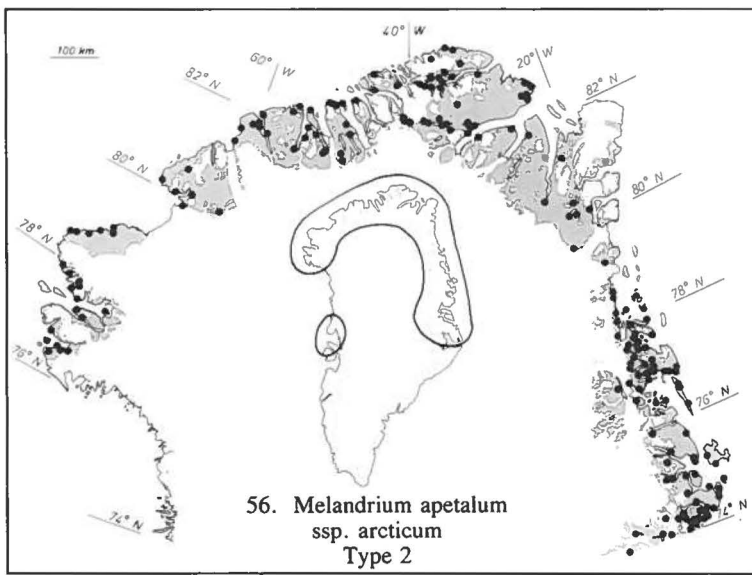 100 km
40° W
60° W
20° W
82° N
82° N
80° N
80° N
78° N
78° N
76° N
76° N
74° N
74° N
56. Melandrium apetalum
ssp. arcticum
Type 2